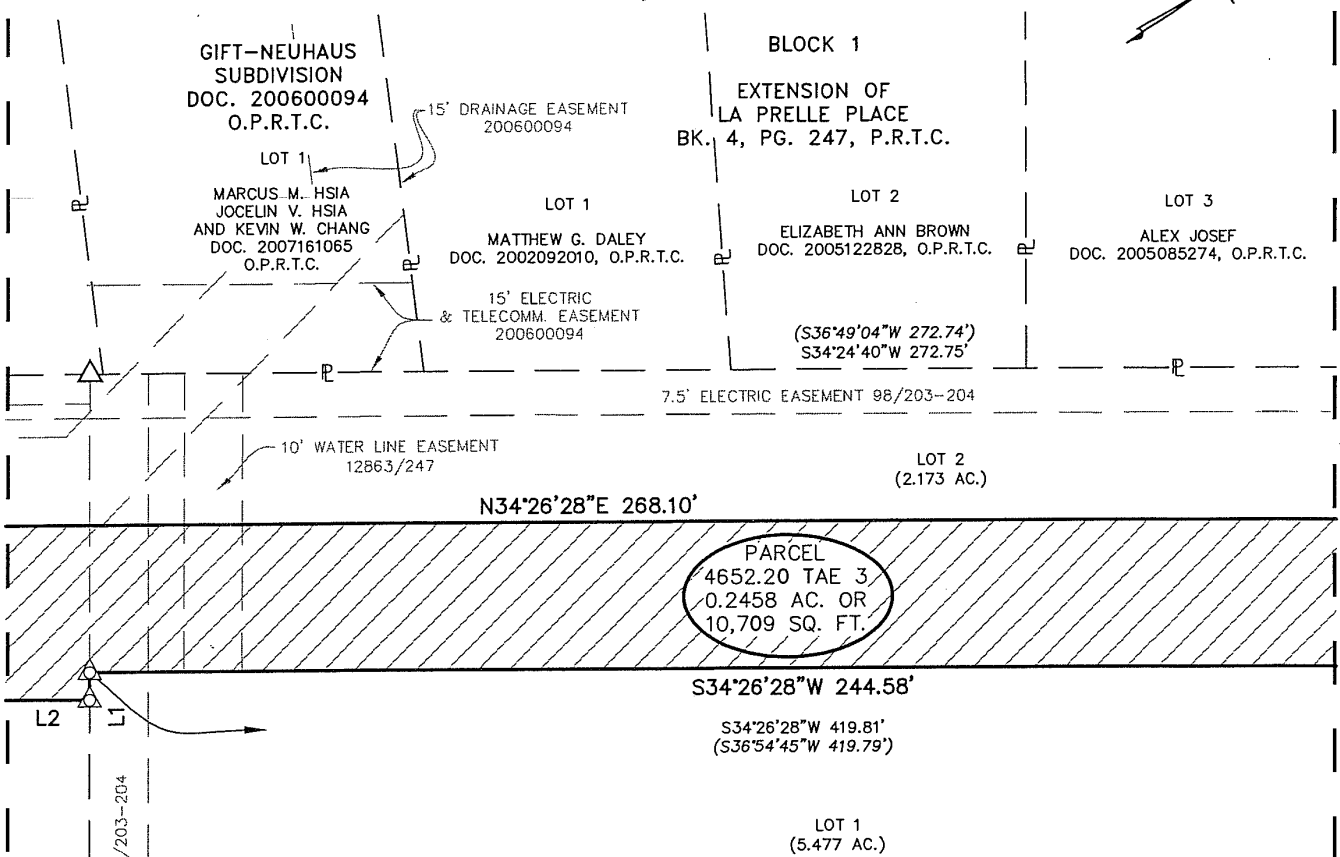 GIFT-NEUHAUS
SUBDIVISION
DOC. 200600094
O.P.R.T.C.
LOT 1
MARCUS M. HSIA
JOCELIN V. HSIA
AND KEVIN W. CHANG
DOC. 2007161065
O.P.R.T.C.
15' DRAINAGE EASEMENT
200600094
BLOCK 1
EXTENSION OF
LA PRELLE PLACE
BK. 4, PG. 247, P.R.T.C.
LOT 1
MATTHEW G. DALEY
DOC. 2002092010, O.P.R.T.C.
LOT 2
ELIZABETH ANN BROWN
DOC. 2005122828, O.P.R.T.C.
LOT 3
ALEX JOSEF
DOC. 2005085274, O.P.R.T.C.
PL
PL
PL
PL
15' ELECTRIC
& TELECOMM. EASEMENT
200600094
(S36°49'04"W 272.74')
S34°24'40"W 272.75'
PL
PL
7.5' ELECTRIC EASEMENT 98/203-204
10' WATER LINE EASEMENT
12863/247
LOT 2
(2.173 AC.)
N34°26'28"E 268.10'
PARCEL
4652.20 TAE 3
0.2458 AC. OR
10,709 SQ. FT.
S34°26'28"W 244.58'
L2
L1
S34°26'28"W 419.81'
(S36°54'45"W 419.79')
/203-204
LOT 1
(5.477 AC.)